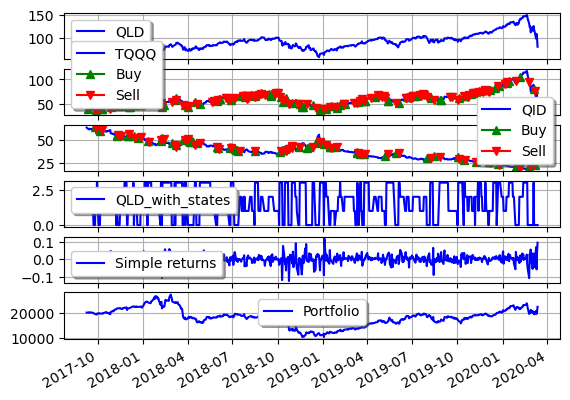 150
100
QLD
TQQQ
Buy
Sell
100
50
QID
Buy
Sell
50
25
2.5
0.0
QLD_with_states
0.1
0.0
−0.1
Simple returns
20000
10000
Portfolio
2017-10
2018-01
2018-04
2018-07
2018-10
2019-01
2019-04
2019-07
2019-10
2020-01
2020-04